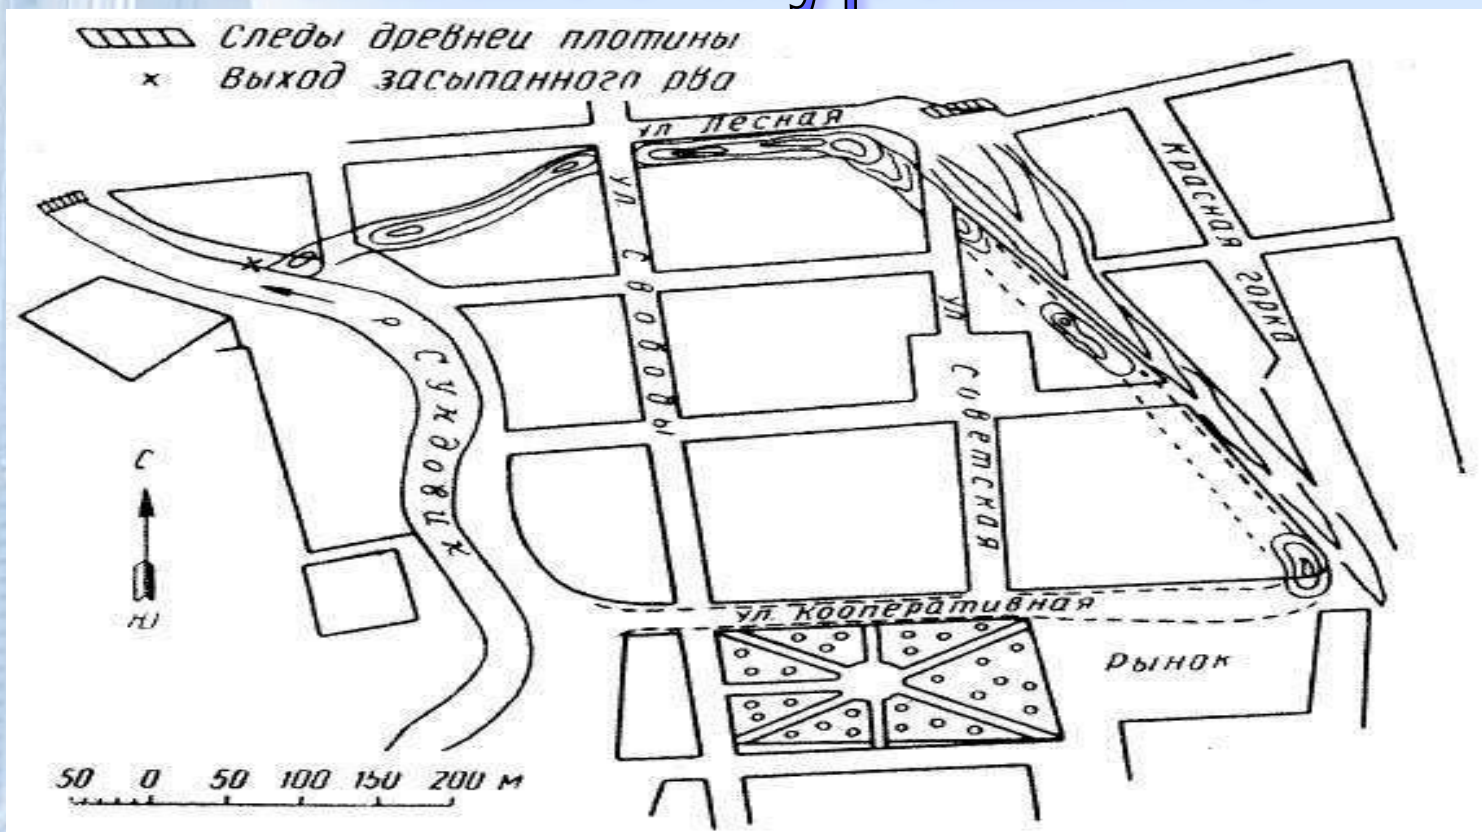 Следы древней плотины
Выход засыпанного рва
ул Лесная
ул Свободы
Красная горка
ул Советская
р Сундовик
С
Ю
ул. Кооперативная
Рынок
50 0 50 100 150 200 м